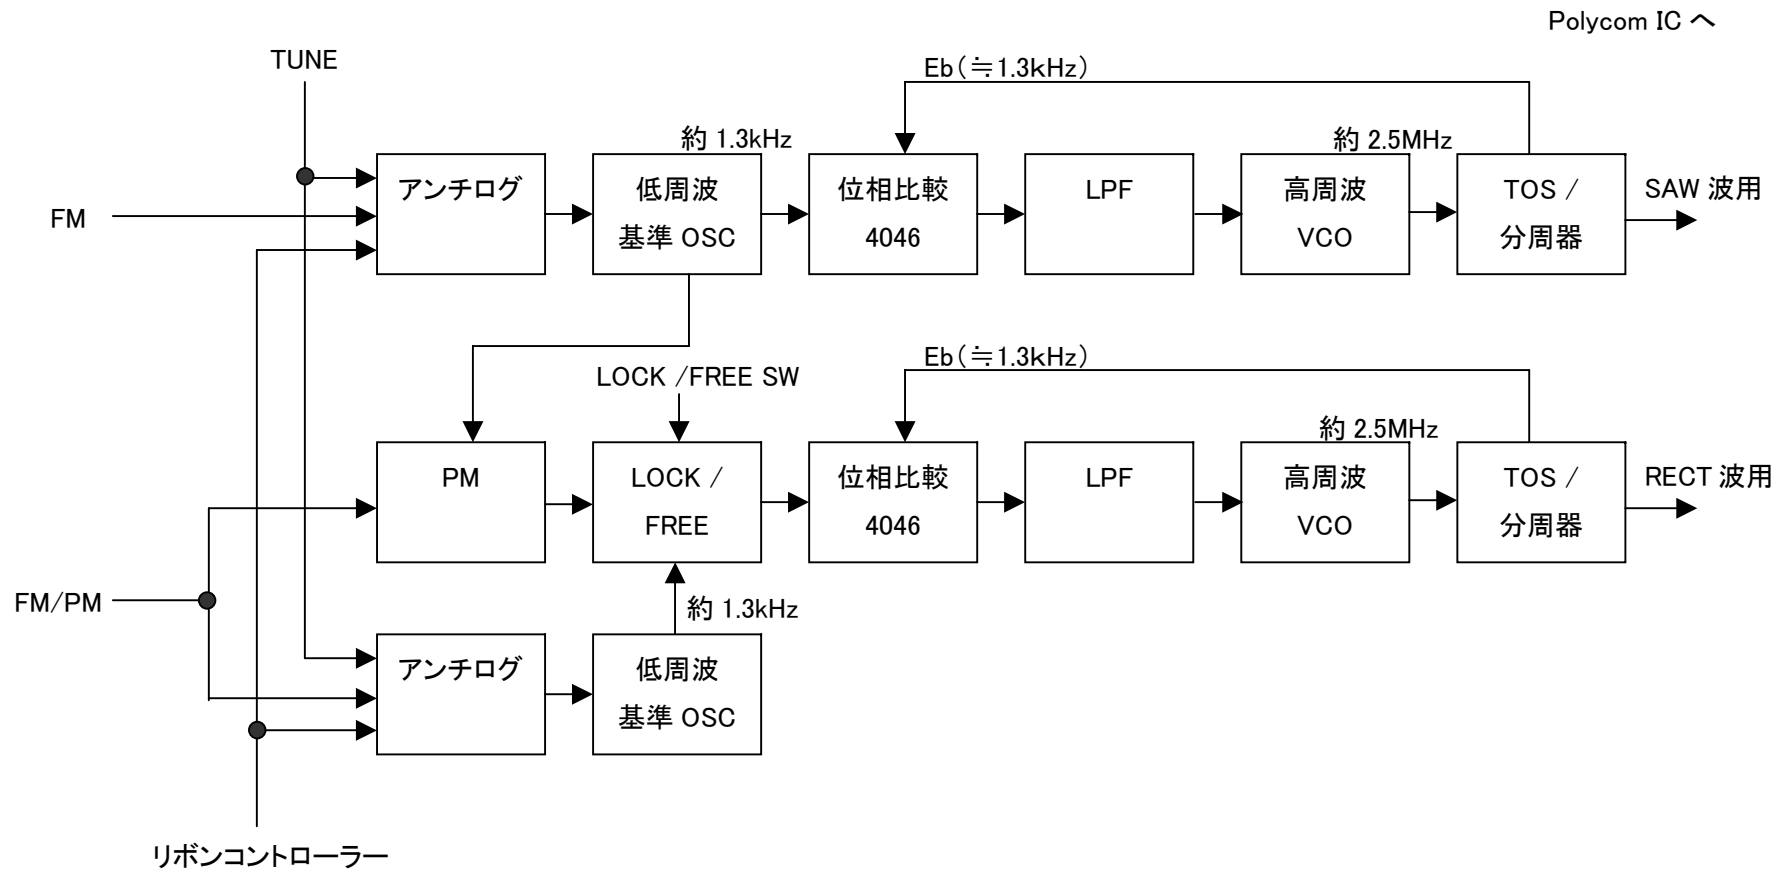 Polycom IC へ
TUNE
Eb(≒1.3kHz)
約 1.3kHz
約 2.5MHz
アンチログ
低周波
基準 OSC
位相比較
4046
LPF
高周波
VCO
TOS /
分周器
SAW 波用
FM
Eb(≒1.3kHz)
LOCK /FREE SW
約 2.5MHz
PM
LOCK /
FREE
位相比較
4046
LPF
高周波
VCO
TOS /
分周器
RECT 波用
FM/PM
約 1.3kHz
アンチログ
低周波
基準 OSC
リボンコントローラー